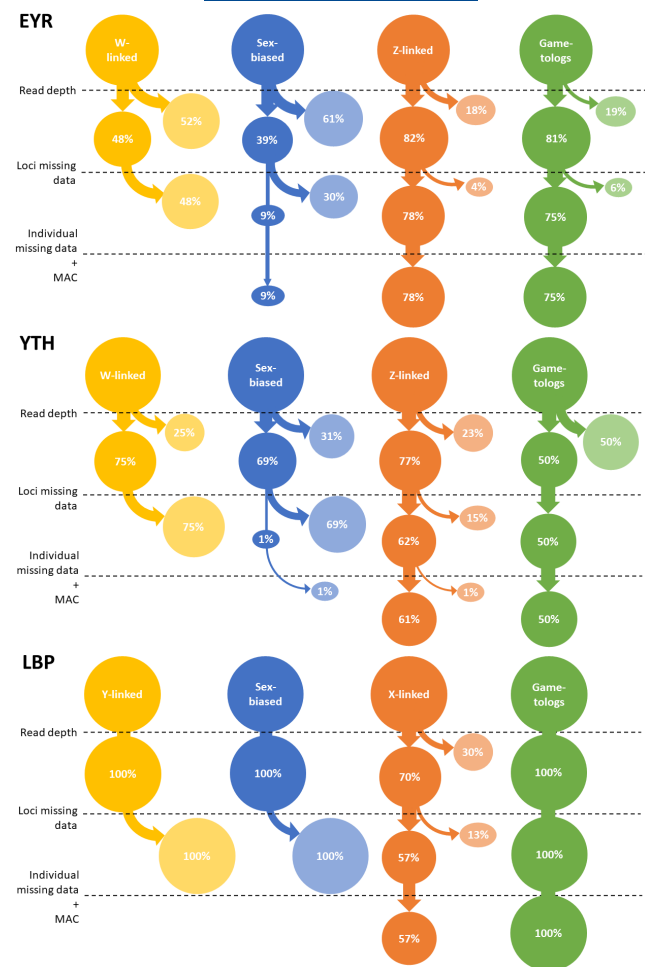 EYR
W-
linked
Sex-
biased
Z-linked
Game-
tologs
Read depth
52%
61%
18%
19%
48%
39%
82%
81%
Loci missing
data
48%
30%
4%
6%
9%
78%
75%
Individual
missing data
+
MAC
9%
78%
75%
YTH
W-linked
Sex-
biased
Z-linked
Game-
tologs
Read depth
25%
31%
23%
50%
75%
69%
77%
50%
Loci missing
data
75%
69%
15%
1%
62%
50%
Individual
missing data
+
MAC
1%
1%
61%
50%
LBP
Y-linked
Sex-
biased
X-linked
Game-
tologs
Read depth
30%
100%
100%
70%
100%
Loci missing
data
13%
100%
100%
57%
100%
Individual
missing data
+
MAC
57%
100%